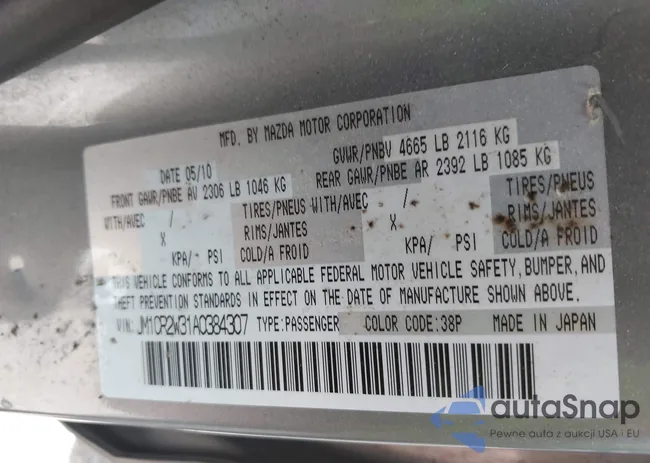 MFD. BY MAZDA MOTOR CORPORATION
DATE 05/10 GVWR/PNBV 4665 LB 2116 KG
FRONT GAWR/PNBE AV 2306 LB 1046 KG REAR GAWR/PNBE AR 2392 LB 1085 KG
WITH/AVEC / TIRES/PNEUS WITH/AVEC / TIRES/PNEUS
X RIMS/JANTES X RIMS/JANTES
KPA/ PSI COLD/A FROID KPA/ PSI COLD/A FROID
THIS VEHICLE CONFORMS TO ALL APPLICABLE FEDERAL MOTOR VEHICLE SAFETY, BUMPER, AND
THEFT PREVENTION STANDARDS IN EFFECT ON THE DATE OF MANUFACTURE SHOWN ABOVE.
VIN: JM1CR2W31A0384307 TYPE:PASSENGER COLOR CODE:38P MADE IN JAPAN
autaSnap
Pewne auta z aukcji USA i EU